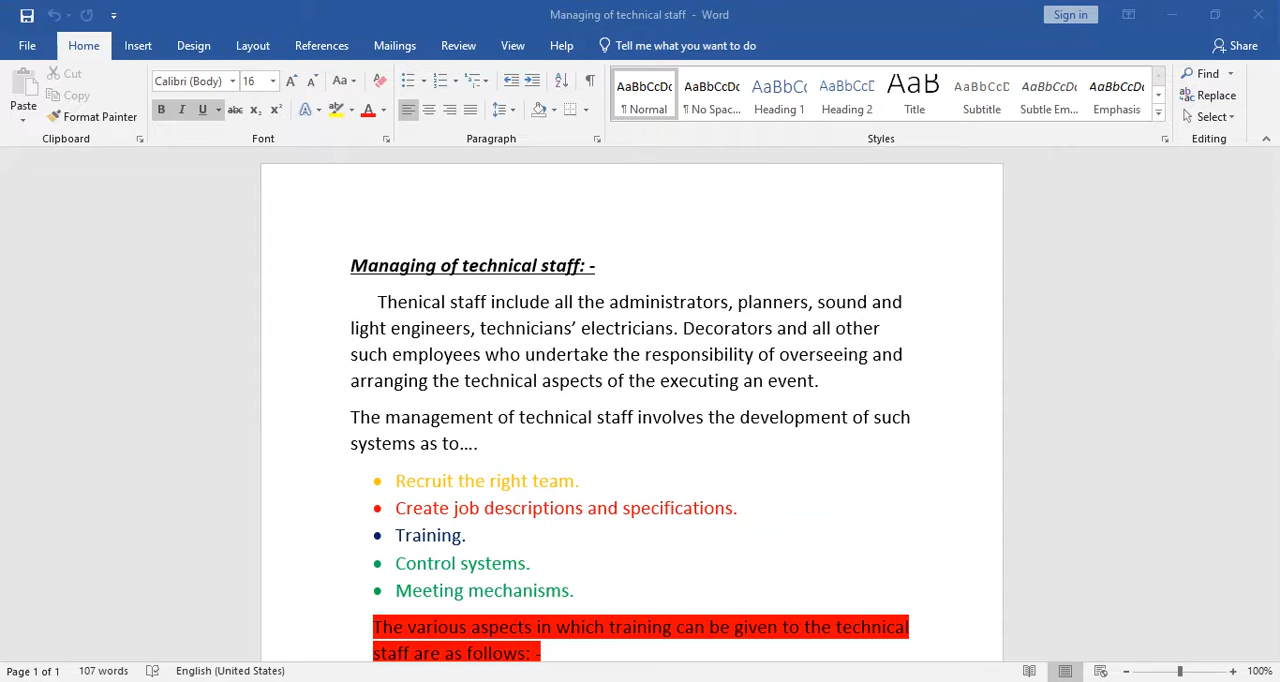 Managing of technical staff - Word
Sign in
File Home Insert Design Layout References Mailings Review View Help Tell me what you want to do Share
Paste
Cut
Copy
Format Painter
Clipboard
Calibri (Body) 16
Font
Paragraph
AaBbCcDc ¶ Normal
AaBbCcDc ¶ No Spac...
AaBbCc Heading 1
AaBbCcD Heading 2
AaB Title
AaBbCcD Subtitle
AaBbCcDc Subtle Em...
AaBbCcDc Emphasis
Styles
Find
Replace
Select
Editing
Managing of technical staff: -
Thenical staff include all the administrators, planners, sound and
light engineers, technicians’ electricians. Decorators and all other
such employees who undertake the responsibility of overseeing and
arranging the technical aspects of the executing an event.
The management of technical staff involves the development of such
systems as to….
• Recruit the right team.
• Create job descriptions and specifications.
• Training.
• Control systems.
• Meeting mechanisms.
The various aspects in which training can be given to the technical
staff are as follows: -
Page 1 of 1 107 words English (United States) 100%